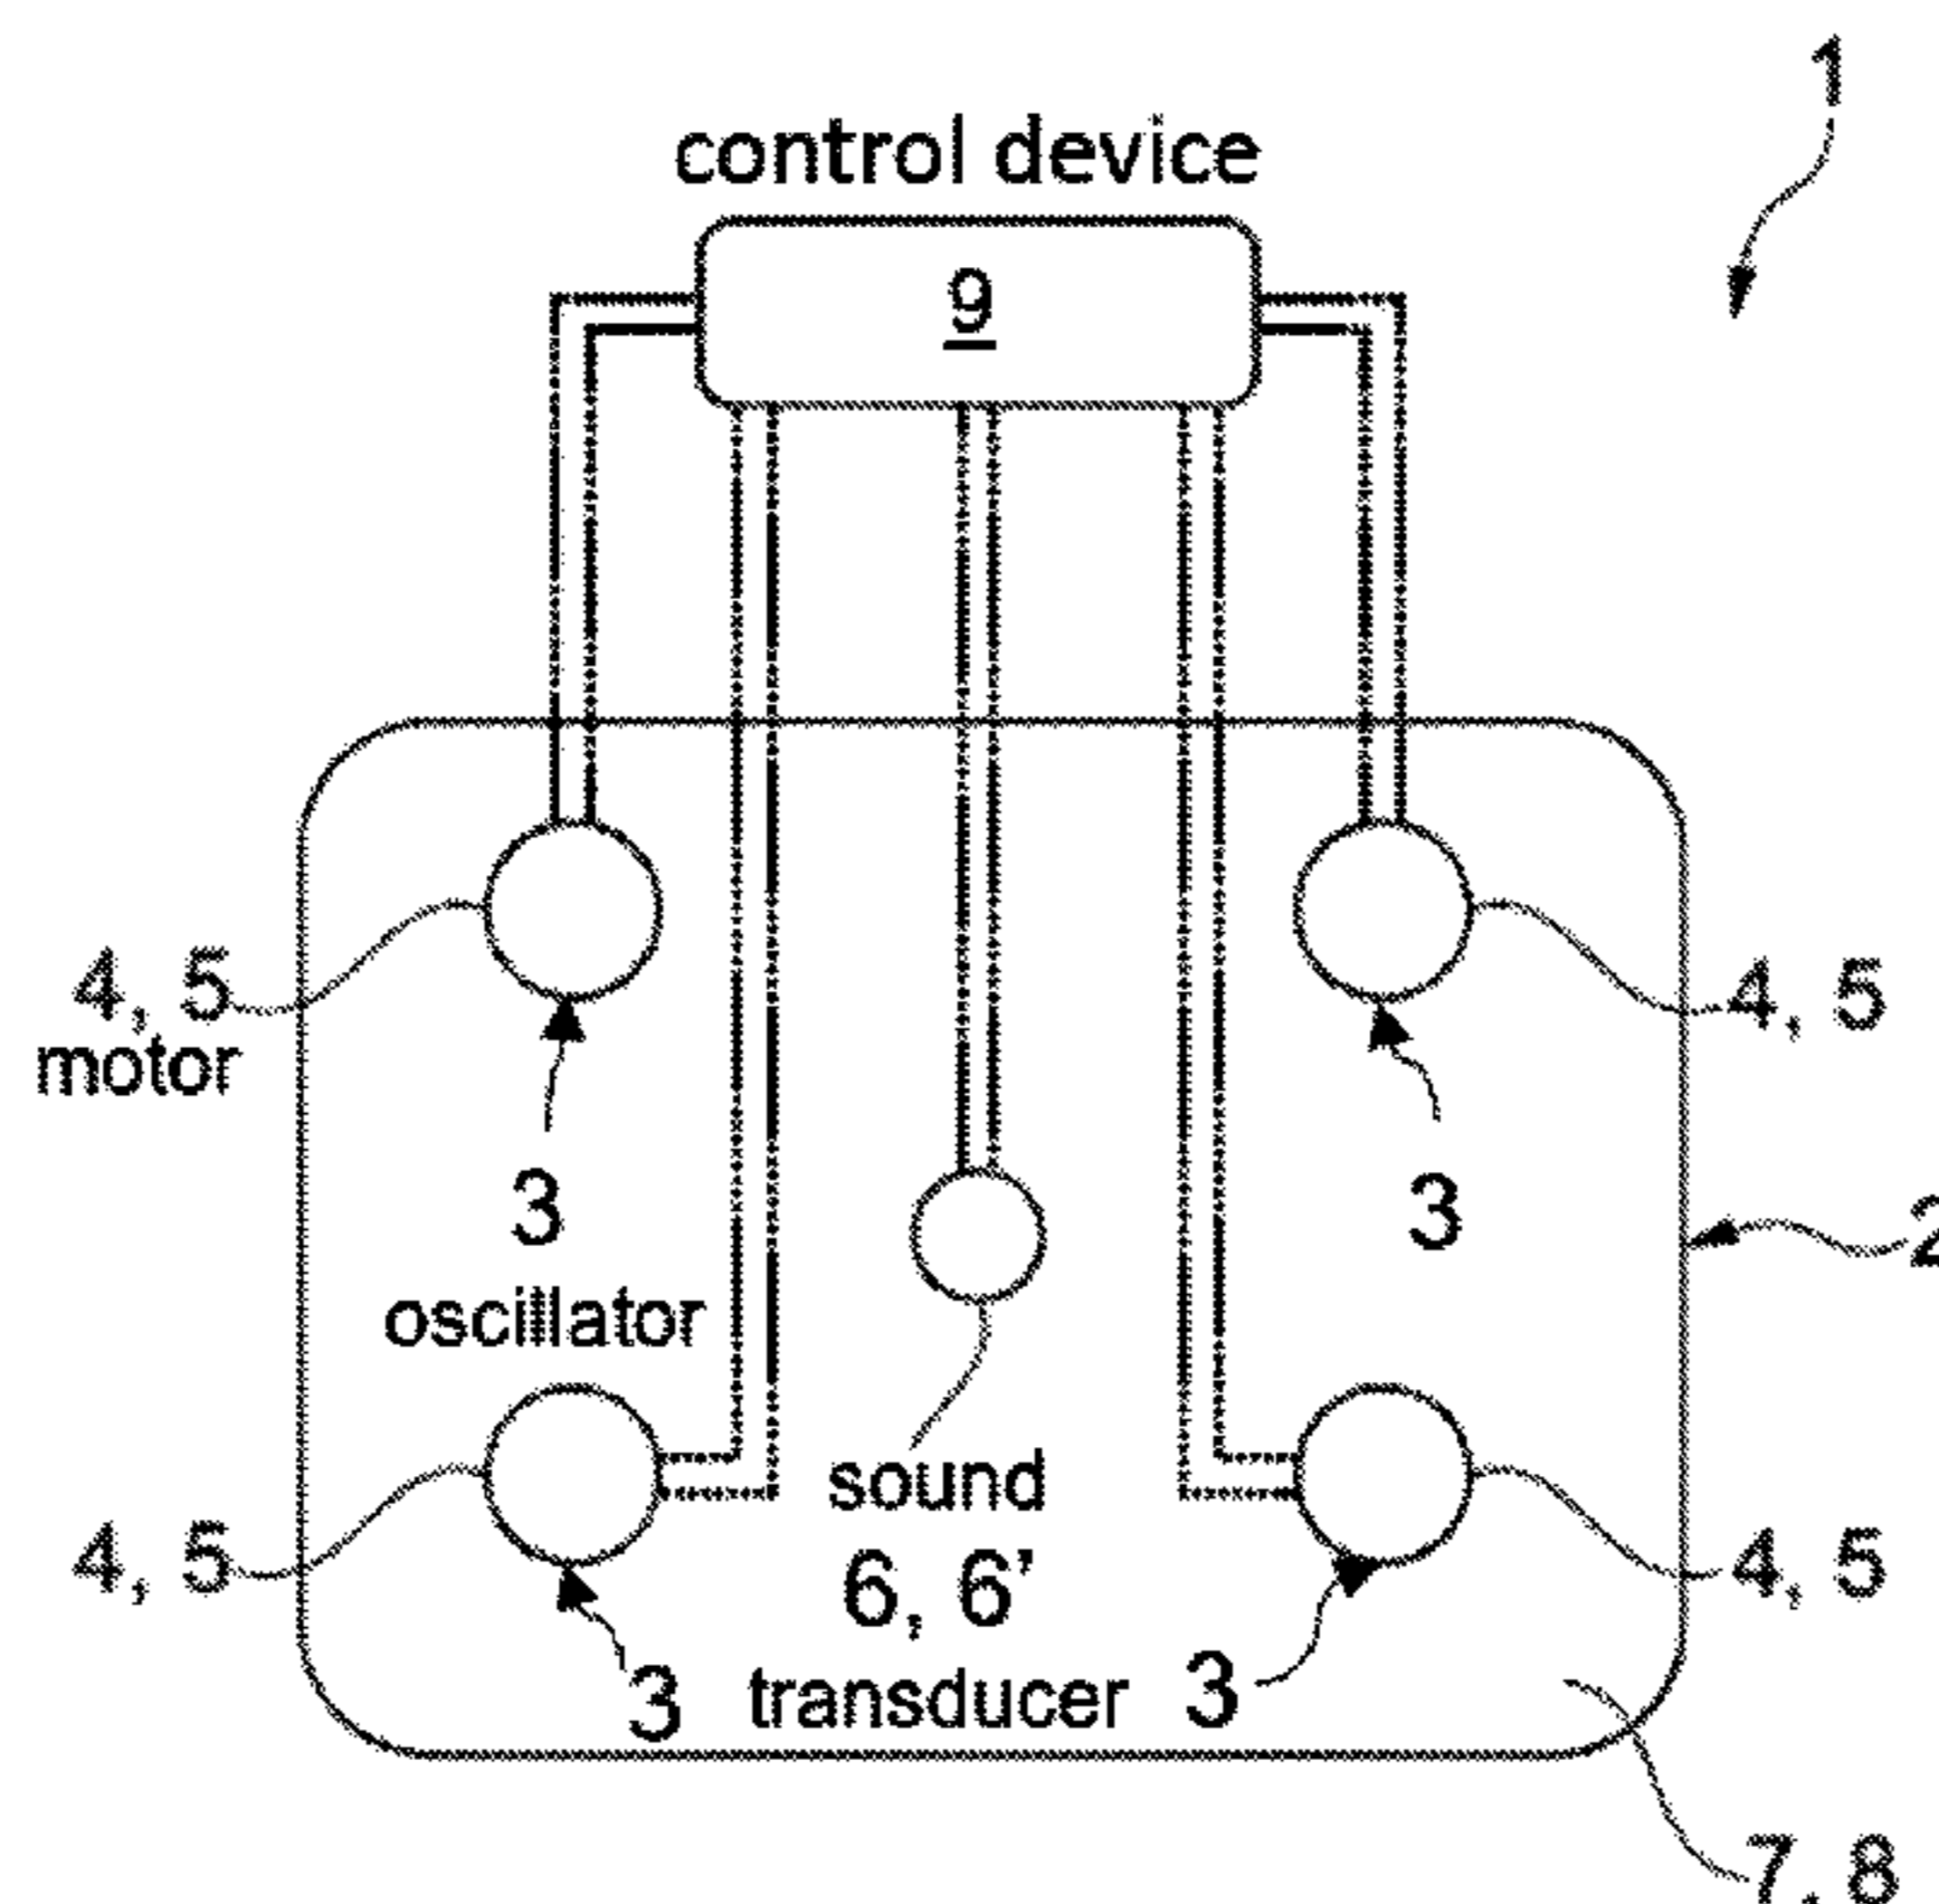 1
control device
9
4, 5
motor
4, 5
3
oscillator
3
2
4, 5
sound
6, 6’
transducer
4, 5
3
3
7, 8